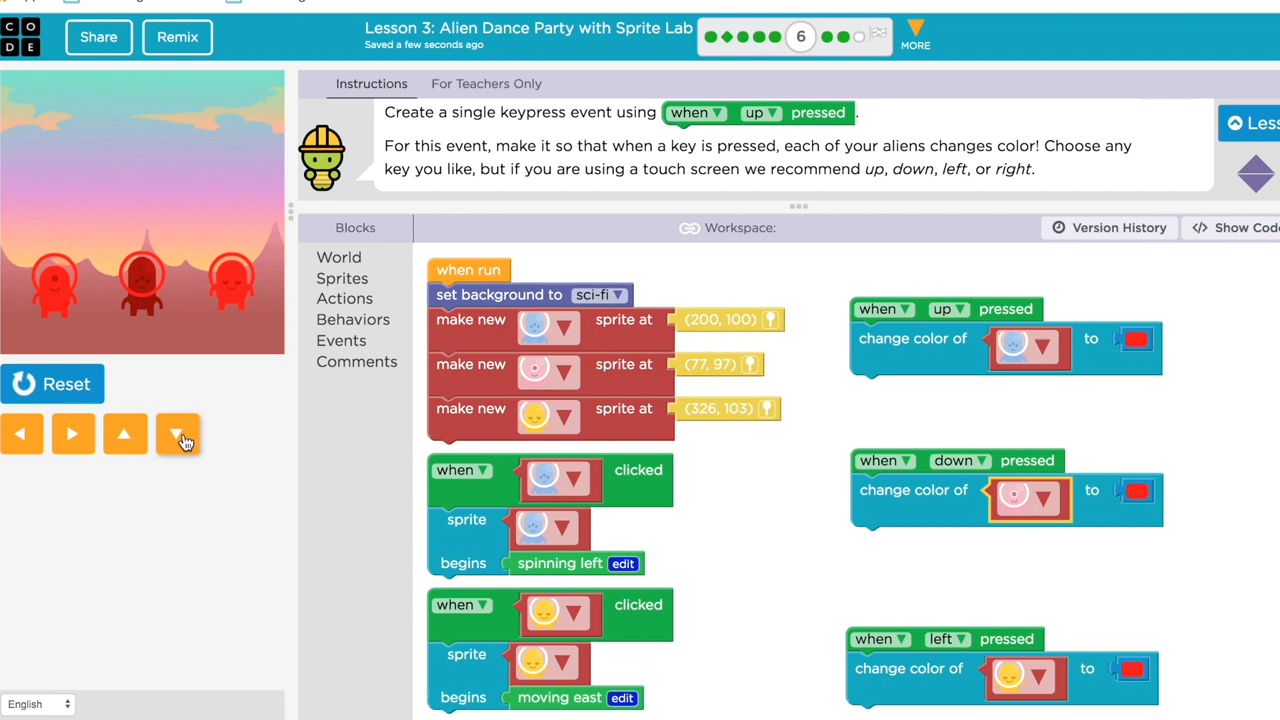 CO
DE
Share
Remix
Lesson 3: Alien Dance Party with Sprite Lab
Saved a few seconds ago
6
MORE
Instructions
For Teachers Only
Create a single keypress event using when up pressed.
For this event, make it so that when a key is pressed, each of your aliens changes color! Choose any
key you like, but if you are using a touch screen we recommend up, down, left, or right.
Less
Reset
English
Blocks
Workspace:
Version History
</> Show Code
World
Sprites
Actions
Behaviors
Events
Comments
when run
set background to sci-fi
make new sprite at (200, 100)
make new sprite at (77, 97)
make new sprite at (326, 103)
when clicked
sprite
begins spinning left edit
when clicked
sprite
begins moving east edit
when up pressed
change color of to
when down pressed
change color of to
when left pressed
change color of to